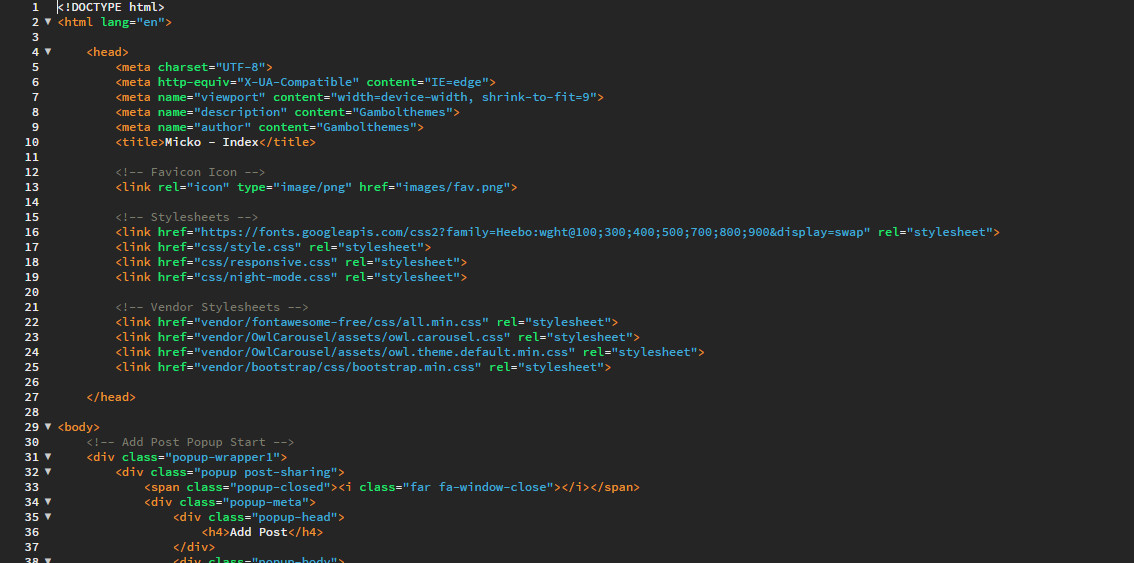 1 <!DOCTYPE html>
2 <html lang="en">
3
4 <head>
5 <meta charset="UTF-8">
6 <meta http-equiv="X-UA-Compatible" content="IE=edge">
7 <meta name="viewport" content="width=device-width, shrink-to-fit=9">
8 <meta name="description" content="Gambolthemes">
9 <meta name="author" content="Gambolthemes">
10 <title>Micko - Index</title>
11
12 <!-- Favicon Icon -->
13 <link rel="icon" type="image/png" href="images/fav.png">
14
15 <!-- Stylesheets -->
16 <link href="https://fonts.googleapis.com/css2?family=Heebo:wght@100;300;400;500;700;800;900&display=swap" rel="stylesheet">
17 <link href="css/style.css" rel="stylesheet">
18 <link href="css/responsive.css" rel="stylesheet">
19 <link href="css/night-mode.css" rel="stylesheet">
20
21 <!-- Vendor Stylesheets -->
22 <link href="vendor/fontawesome-free/css/all.min.css" rel="stylesheet">
23 <link href="vendor/OwlCarousel/assets/owl.carousel.css" rel="stylesheet">
24 <link href="vendor/OwlCarousel/assets/owl.theme.default.min.css" rel="stylesheet">
25 <link href="vendor/bootstrap/css/bootstrap.min.css" rel="stylesheet">
26
27 </head>
28
29 <body>
30 <!-- Add Post Popup Start -->
31 <div class="popup-wrapper1">
32 <div class="popup post-sharing">
33 <span class="popup-closed"><i class="far fa-window-close"></i></span>
34 <div class="popup-meta">
35 <div class="popup-head">
36 <h4>Add Post</h4>
37 </div>
38 <div class="popup-body">